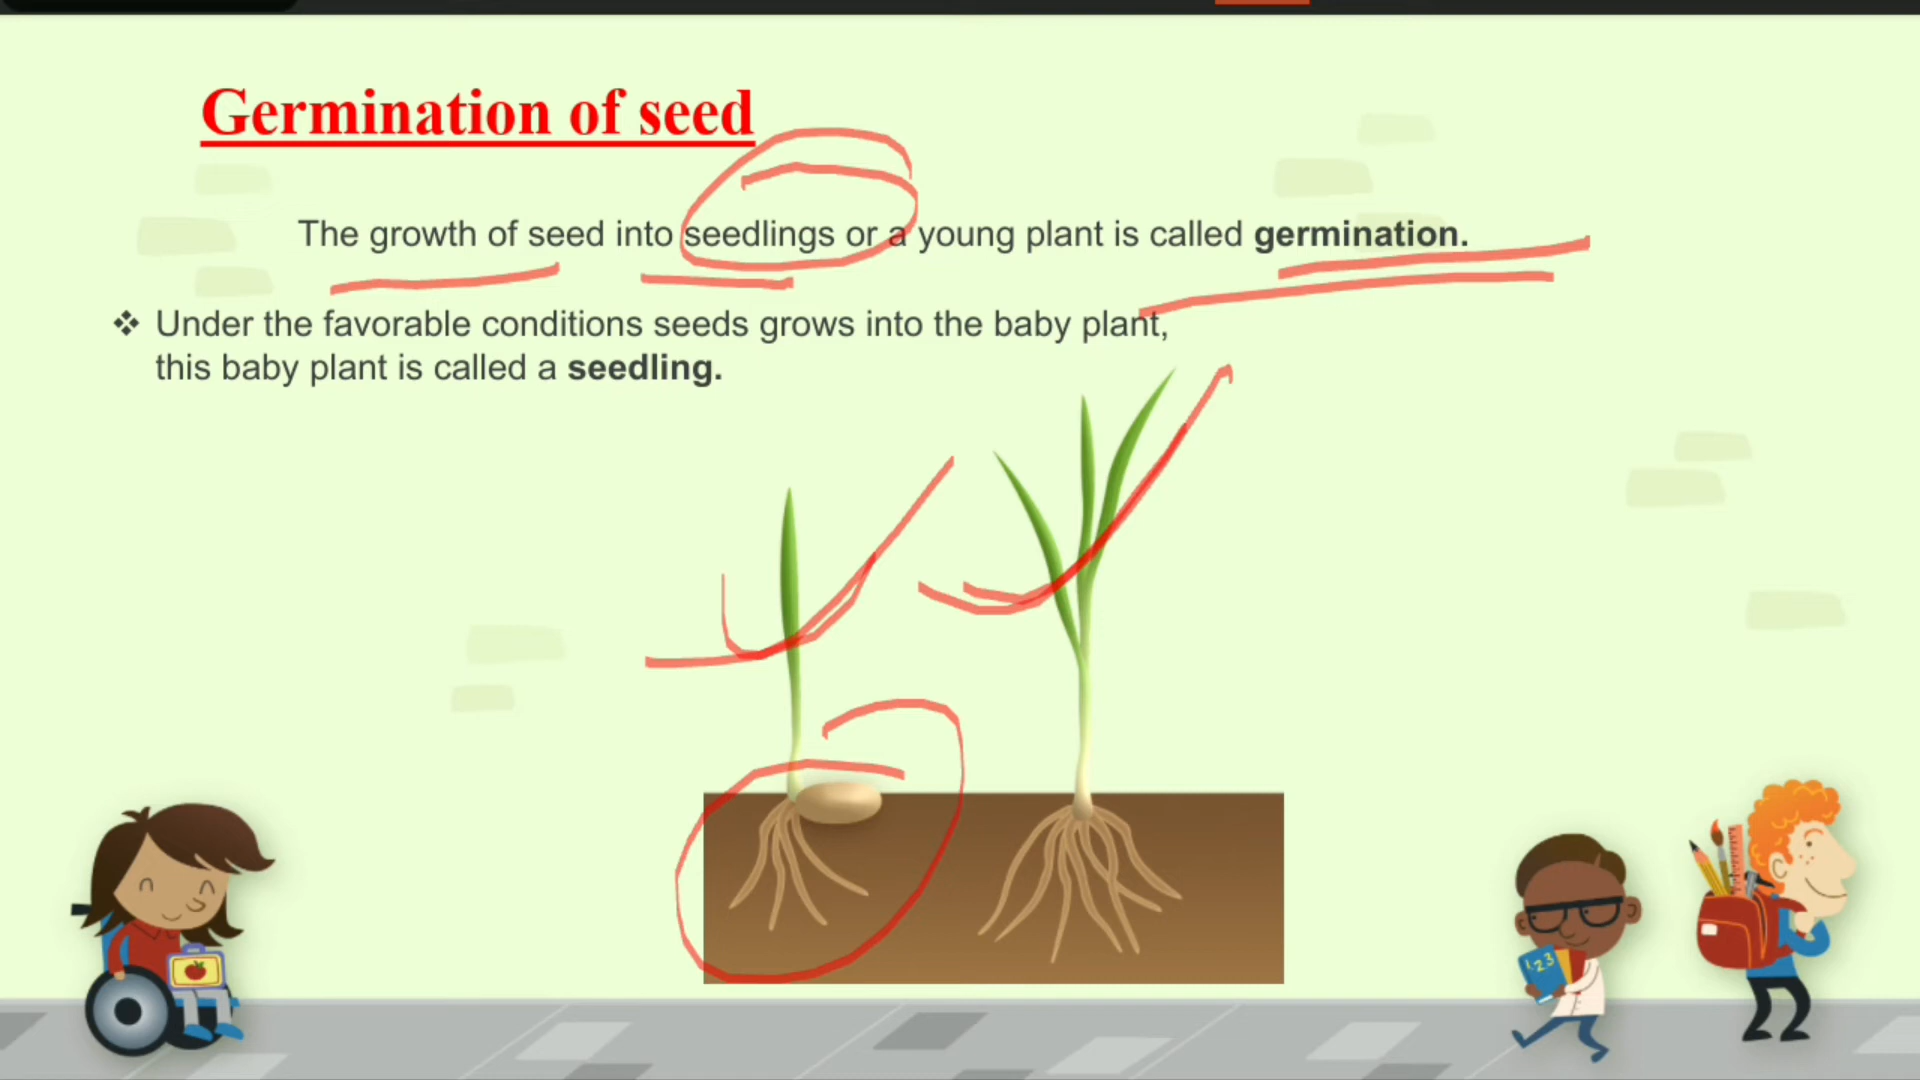 Germination of seed
The growth of seed into seedlings or a young plant is called germination.
❖ Under the favorable conditions seeds grows into the baby plant,
this baby plant is called a seedling.
123